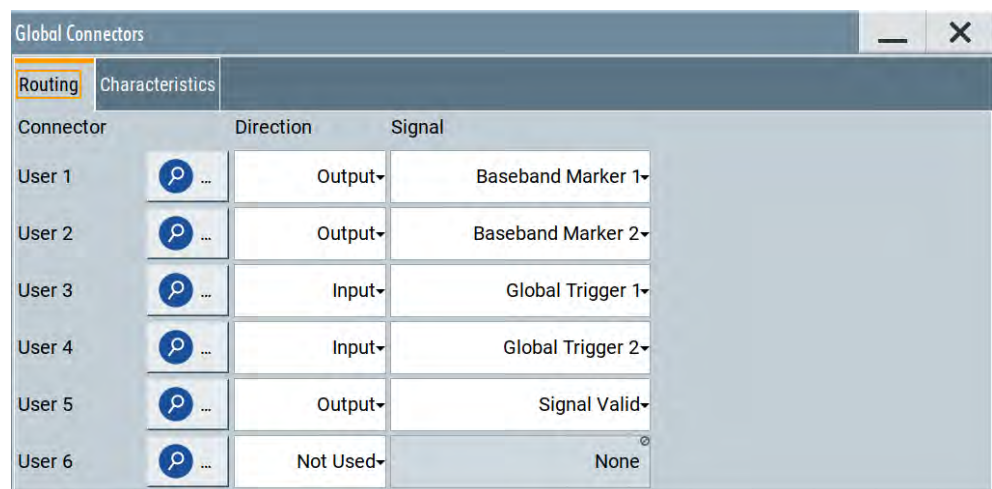 Global Connectors
Routing Characteristics
Connector Direction Signal
User 1 ... Output Baseband Marker 1
User 2 ... Output Baseband Marker 2
User 3 ... Input Global Trigger 1
User 4 ... Input Global Trigger 2
User 5 ... Output Signal Valid
User 6 ... Not Used None